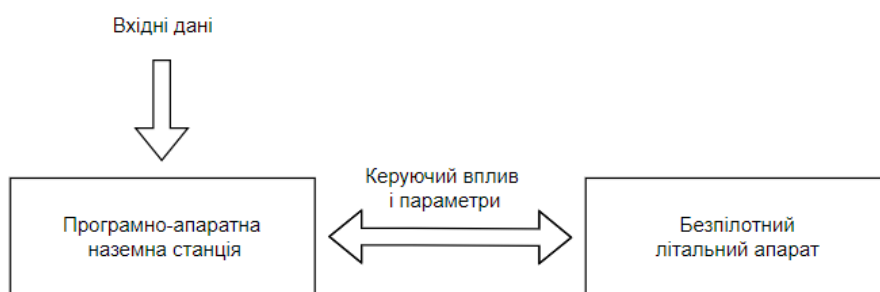 Вхідні дані
Керуючий вплив
і параметри
Програмно-апаратна
наземна станція
Безпілотний
літальний апарат